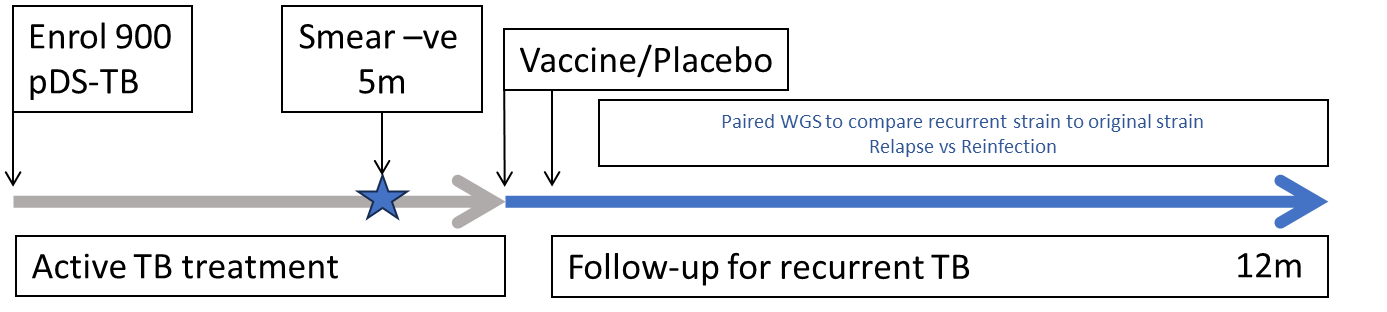 Enrol 900
pDS-TB
Smear –ve
5m
Vaccine/Placebo
Paired WGS to compare recurrent strain to original strain
Relapse vs Reinfection
Active TB treatment
Follow-up for recurrent TB 12m